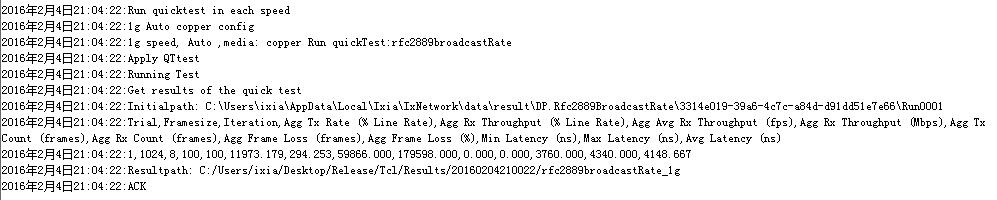 2016年2月4日21:04:22:Run quicktest in each speed
2016年2月4日21:04:22:1g Auto copper config
2016年2月4日21:04:22:1g speed, Auto ,media: copper Run quickTest:rfc2889broadcastRate
2016年2月4日21:04:22:Apply QTtest
2016年2月4日21:04:22:Running Test
2016年2月4日21:04:22:Get results of the quick test
2016年2月4日21:04:22:Initialpath: C:\Users\ixia\AppData\Local\Ixia\IxNetwork\data\result\DP.Rfc2889BroadcastRate\3314e019-39a6-4c7c-a84d-d91dd51e7e66\Run0001
2016年2月4日21:04:22:Trial,Framesize,Iteration,Agg Tx Rate (% Line Rate),Agg Rx Throughput (% Line Rate),Agg Avg Rx Throughput (fps),Agg Rx Throughput (Mbps),Agg Tx
Count (frames),Agg Rx Count (frames),Agg Frame Loss (frames),Agg Frame Loss (%),Min Latency (ns),Max Latency (ns),Avg Latency (ns)
2016年2月4日21:04:22:1,1024,8,100,100,11973.179,294.253,59866.000,179598.000,0.000,0.000,3760.000,4340.000,4148.667
2016年2月4日21:04:22:Resultpath: C:/Users/ixia/Desktop/Release/Tcl/Results/20160204210022/rfc2889broadcastRate_1g
2016年2月4日21:04:22:ACK